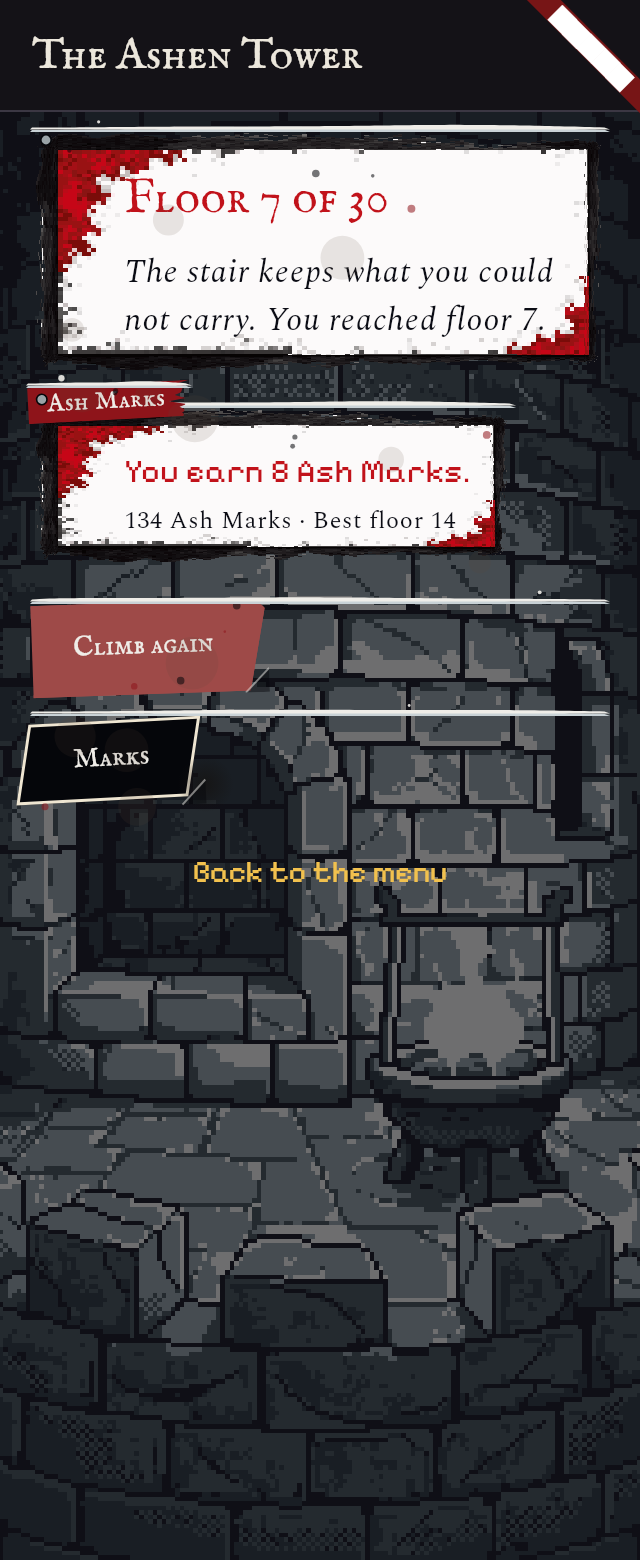 The Ashen Tower
Floor 7 of 30
The stair keeps what you could
not carry. You reached floor 7.
Ash Marks
You earn 8 Ash Marks.
134 Ash Marks · Best floor 14
Climb again
Marks
Back to the menu